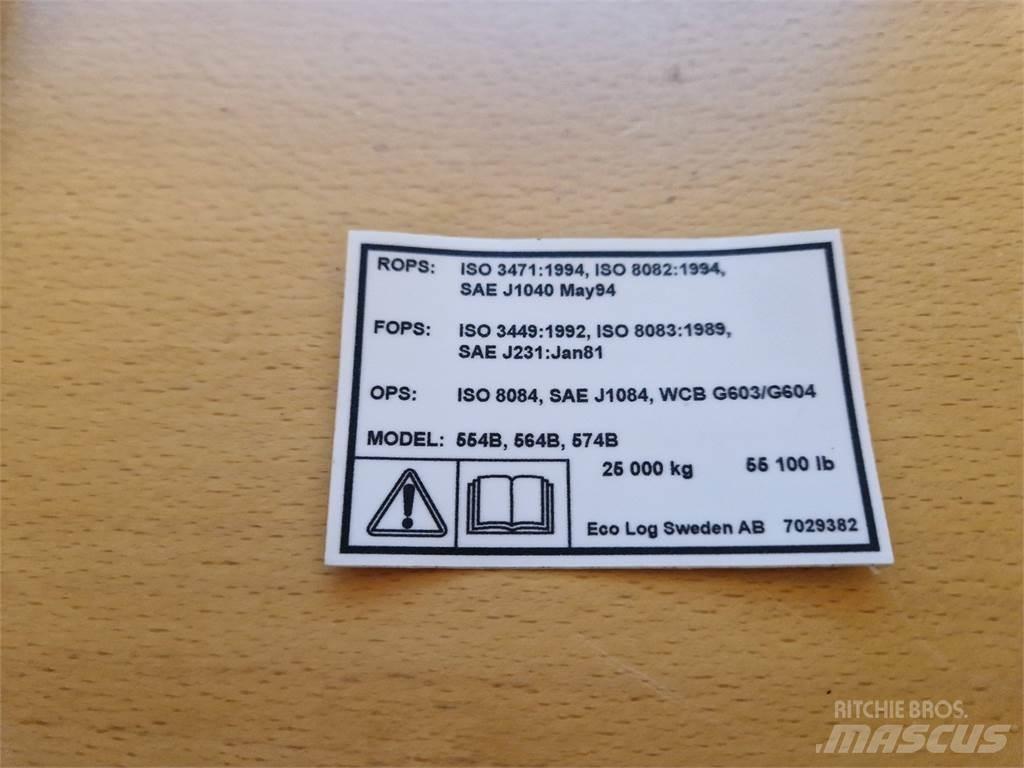 ROPS: ISO 3471:1994, ISO 8082:1994,
SAE J1040 May94
FOPS: ISO 3449:1992, ISO 8083:1989,
SAE J231:Jan81
OPS: ISO 8084, SAE J1084, WCB G603/G604
MODEL: 554B, 564B, 574B
25 000 kg 55 100 lb
Eco Log Sweden AB 7029382
RITCHIE BROS.
MASCUS